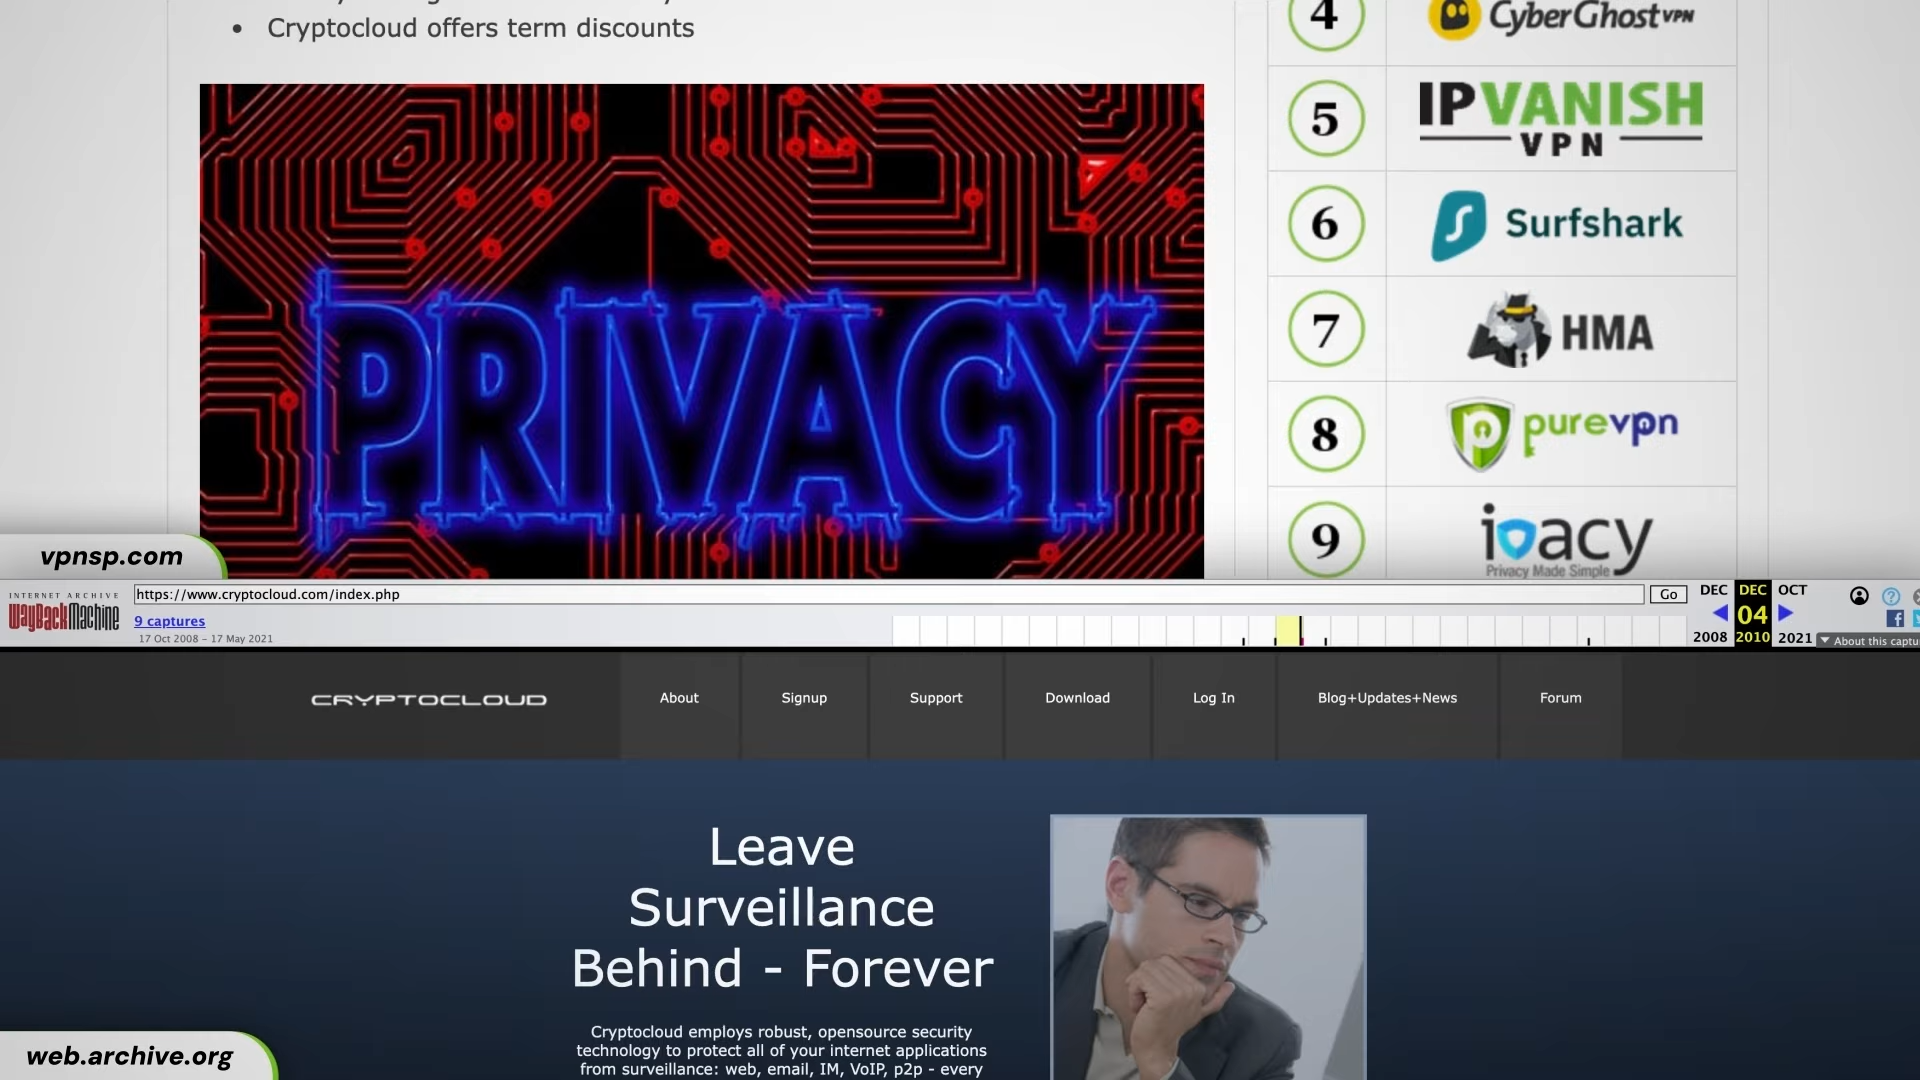 Cryptocloud offers term discounts
4 CyberGhost VPN
5 IPVANISH VPN
6 Surfshark
7 HMA
8 purevpn
9 ivacy
Privacy Made Simple
PRIVACY
vpnsp.com
INTERNET ARCHIVE
WayBackMachine
https://www.cryptocloud.com/index.php
Go
DEC DEC OCT
9 captures
04
17 Oct 2008 – 17 May 2021
2008 2010 2021
About this captu
CRYPTOCLOUD
About Signup Support Download Log In Blog+Updates+News Forum
Leave
Surveillance
Behind - Forever
Cryptocloud employs robust, opensource security
technology to protect all of your internet applications
from surveillance: web, email, IM, VoIP, p2p - every
web.archive.org